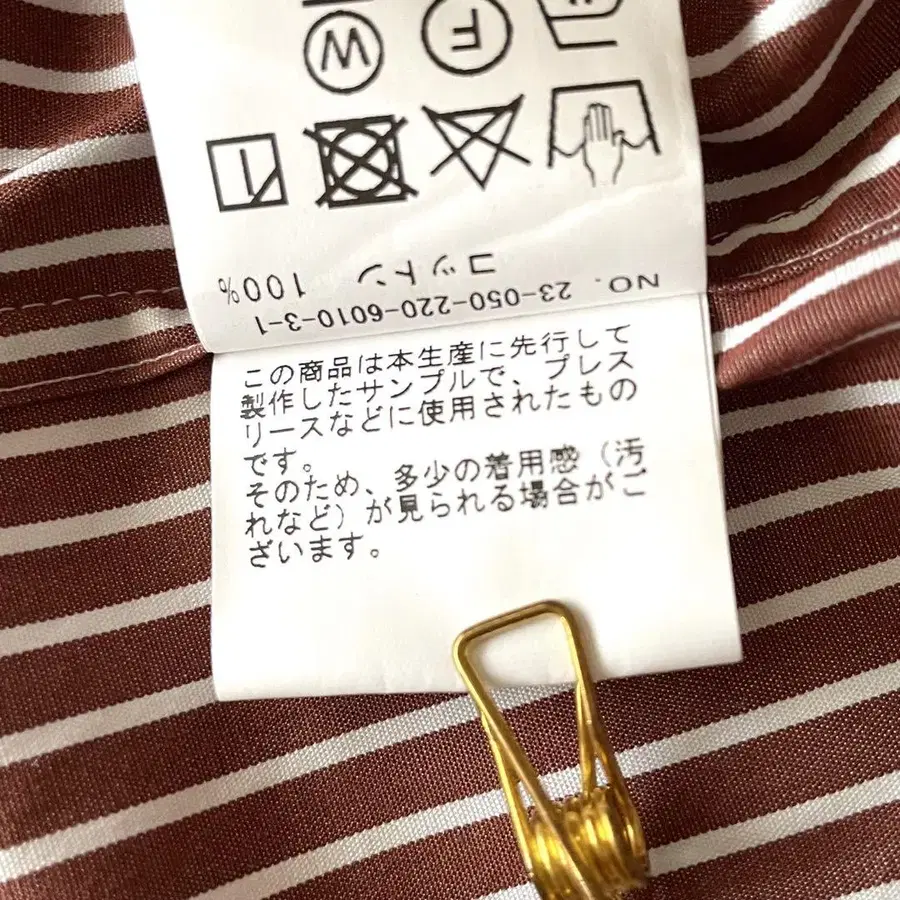 W
F
コットン 100%
NO. 23-050-220-6010-3-1
この商品は本生産に先行して
製作したサンプルで、プレス
リースなどに使用されたもの
です。
そのため、多少の着用感（汚
れなど）が見られる場合がご
ざいます。